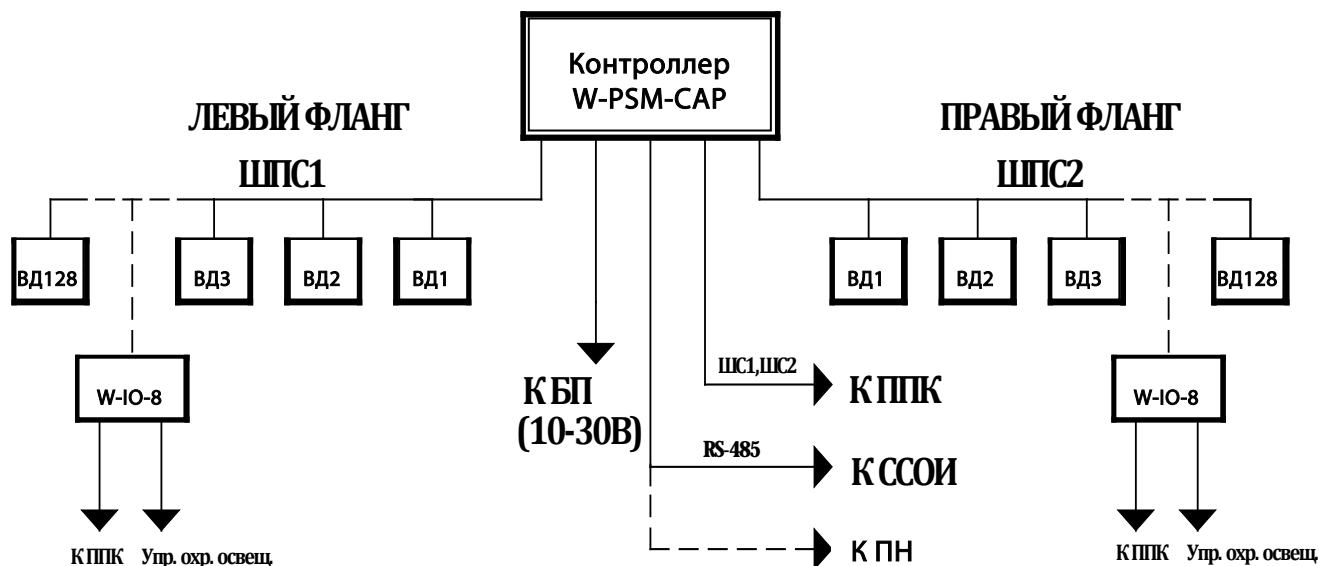 Контроллер
W-PSM-CAP
ЛЕВЫЙ ФЛАНГ
ПРАВЫЙ ФЛАНГ
ШПС1
ШПС2
ВД128
ВД3
ВД2
ВД1
ВД1
ВД2
ВД3
ВД128
W-IO-8
К БП
(10-30В)
ШС1,ШС2
К ППК
RS-485
К ССОИ
К ПН
W-IO-8
К ППК
Упр. охр. освещ.
К ППК
Упр. охр. освещ.